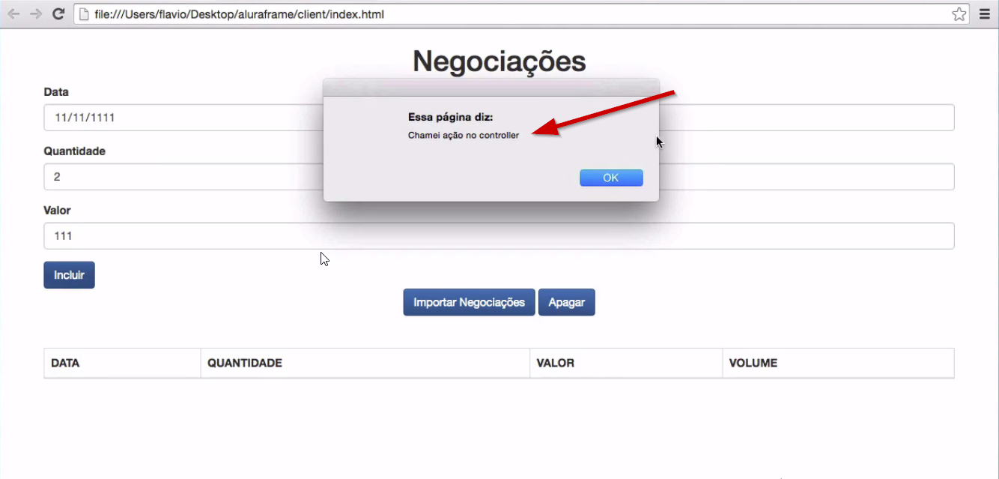 file:///Users/flavio/Desktop/aluraframe/client/index.html
Negociações
Data
11/11/1111
Essa página diz:
Chamei ação no controller
OK
Quantidade
2
Valor
111
Incluir
Importar Negociações Apagar
DATA QUANTIDADE VALOR VOLUME